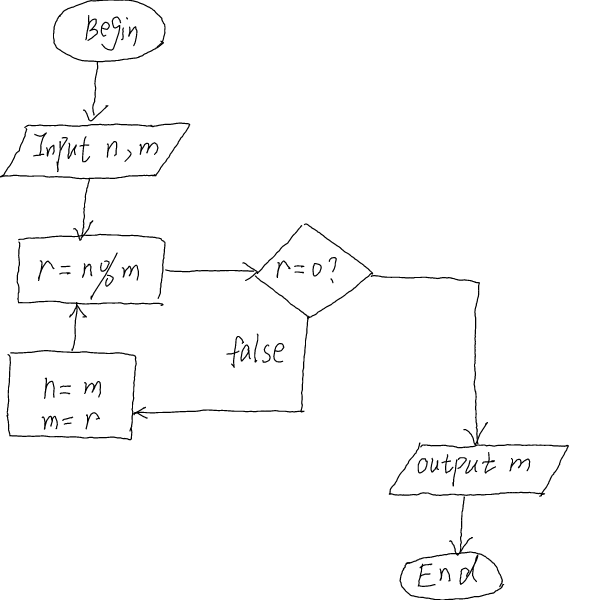 Begin
Input n,m
r=n%m
r=0?
false
n=m
m=r
output m
End